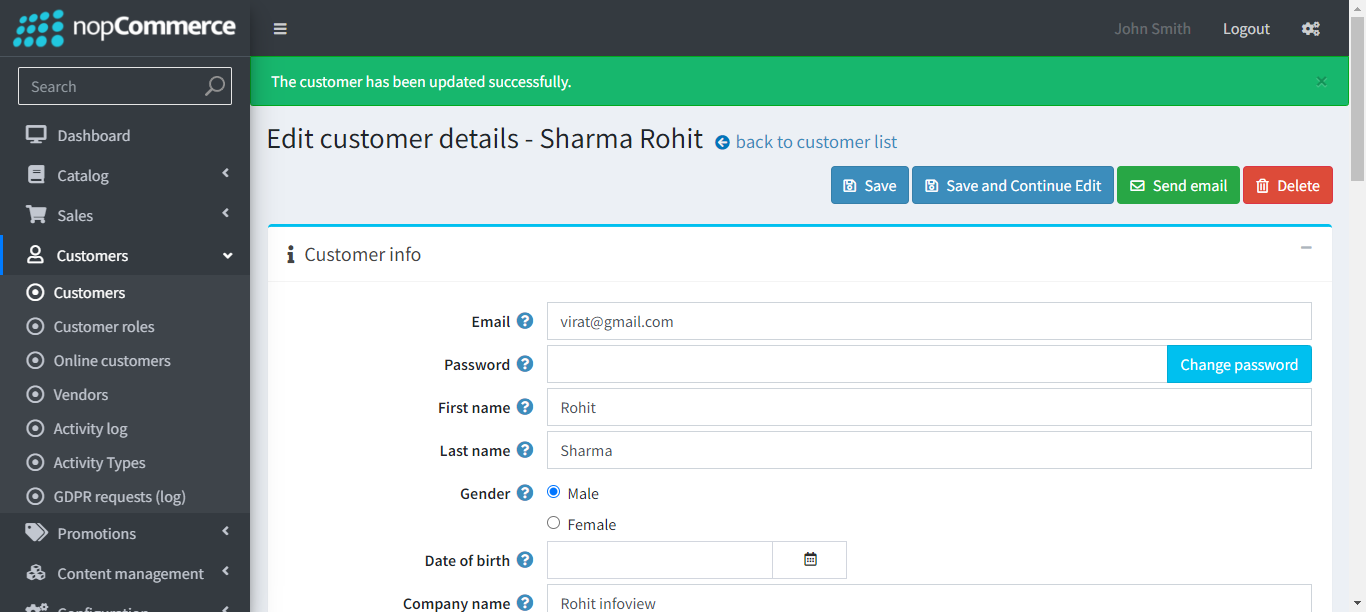 nopCommerce
John Smith
Logout
Search
The customer has been updated successfully.
×
Dashboard
Catalog
Sales
Customers
Customers
Customer roles
Online customers
Vendors
Activity log
Activity Types
GDPR requests (log)
Promotions
Content management
Configuration
Edit customer details - Sharma Rohit back to customer list
Save
Save and Continue Edit
Send email
Delete
Customer info
Email ? virat@gmail.com
Password ? Change password
First name ? Rohit
Last name ? Sharma
Gender ? Male
Female
Date of birth ?
Company name ? Rohit infoview